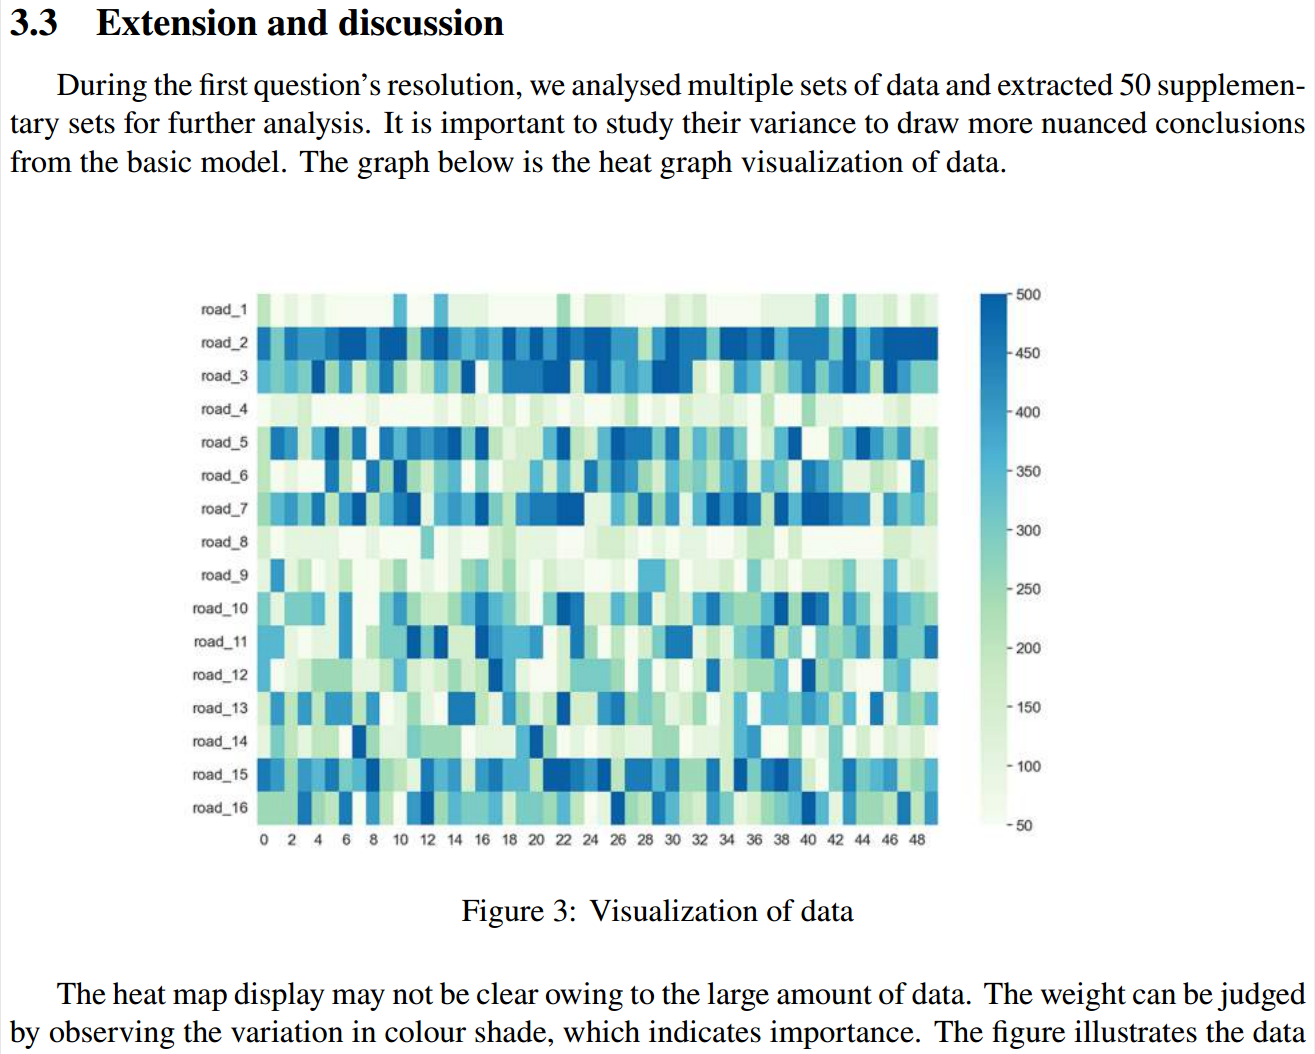 3.3 Extension and discussion
During the first question's resolution, we analysed multiple sets of data and extracted 50 supplemen-
tary sets for further analysis. It is important to study their variance to draw more nuanced conclusions
from the basic model. The graph below is the heat graph visualization of data.
road_1
road_2
road_3
road_4
road_5
road_6
road_7
road_8
road_9
road_10
road_11
road_12
road_13
road_14
road_15
road_16
0 2 4 6 8 10 12 14 16 18 20 22 24 26 28 30 32 34 36 38 40 42 44 46 48
500
450
400
350
300
250
200
150
100
50
Figure 3: Visualization of data
The heat map display may not be clear owing to the large amount of data. The weight can be judged
by observing the variation in colour shade, which indicates importance. The figure illustrates the data